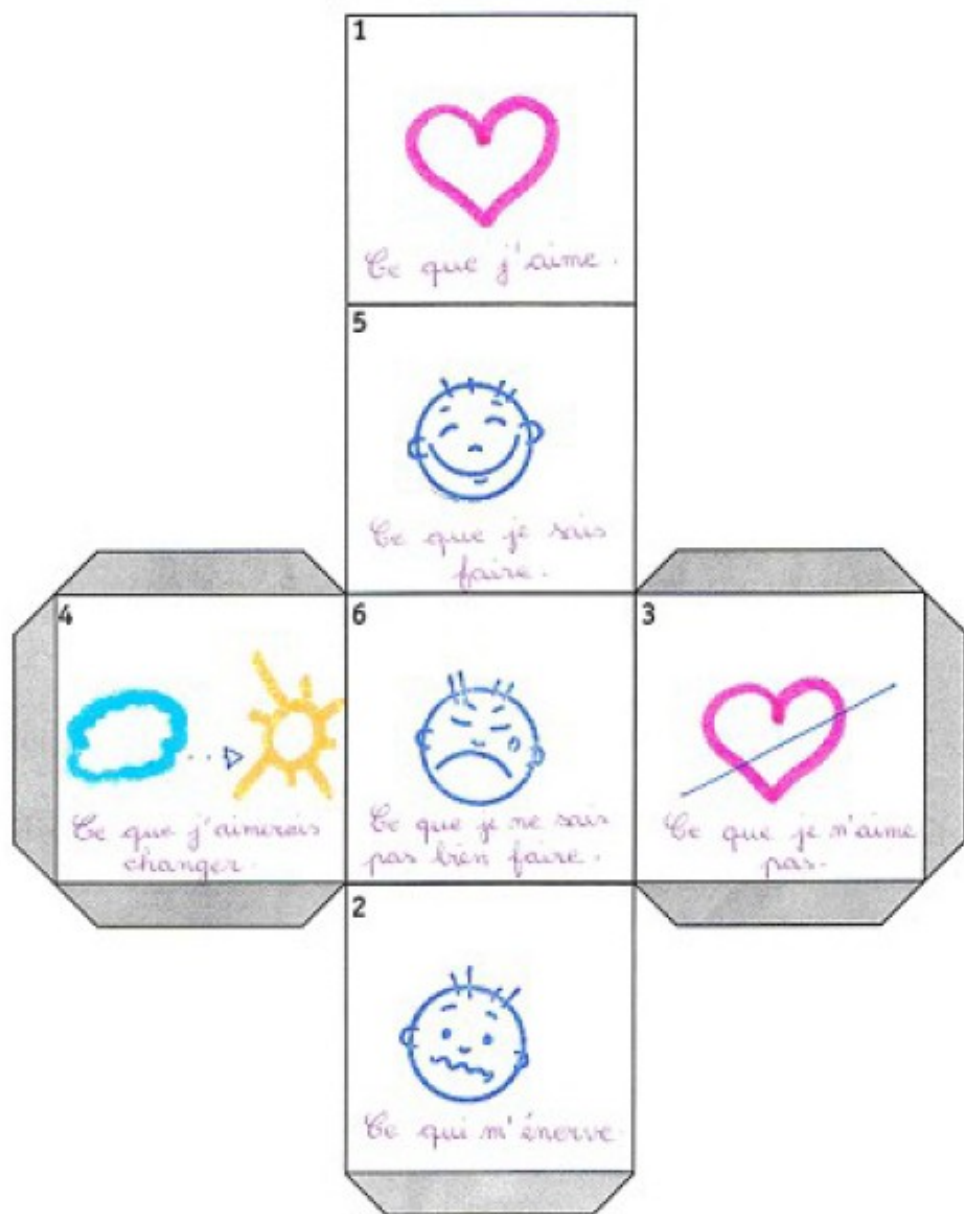 1
Ce que j'aime.
5
Ce que je sais
faire.
4
Ce que j'aimerais
changer.
6
Ce que je ne sais
pas bien faire.
3
Ce que je n'aime
pas.
2
Ce qui m'énerve